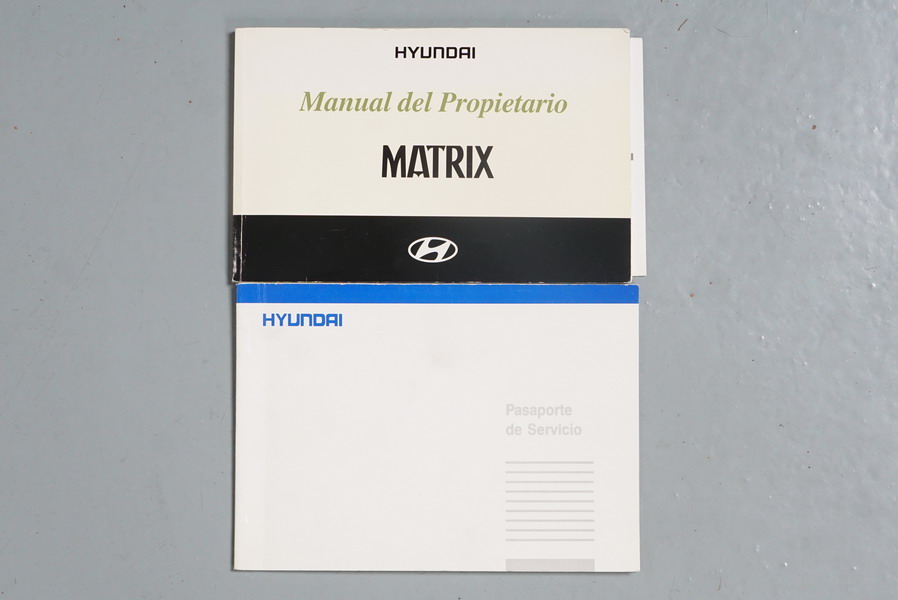 HYUNDAI
Manual del Propietario
MATRIX
HYUNDAI
Pasaporte
de Servicio